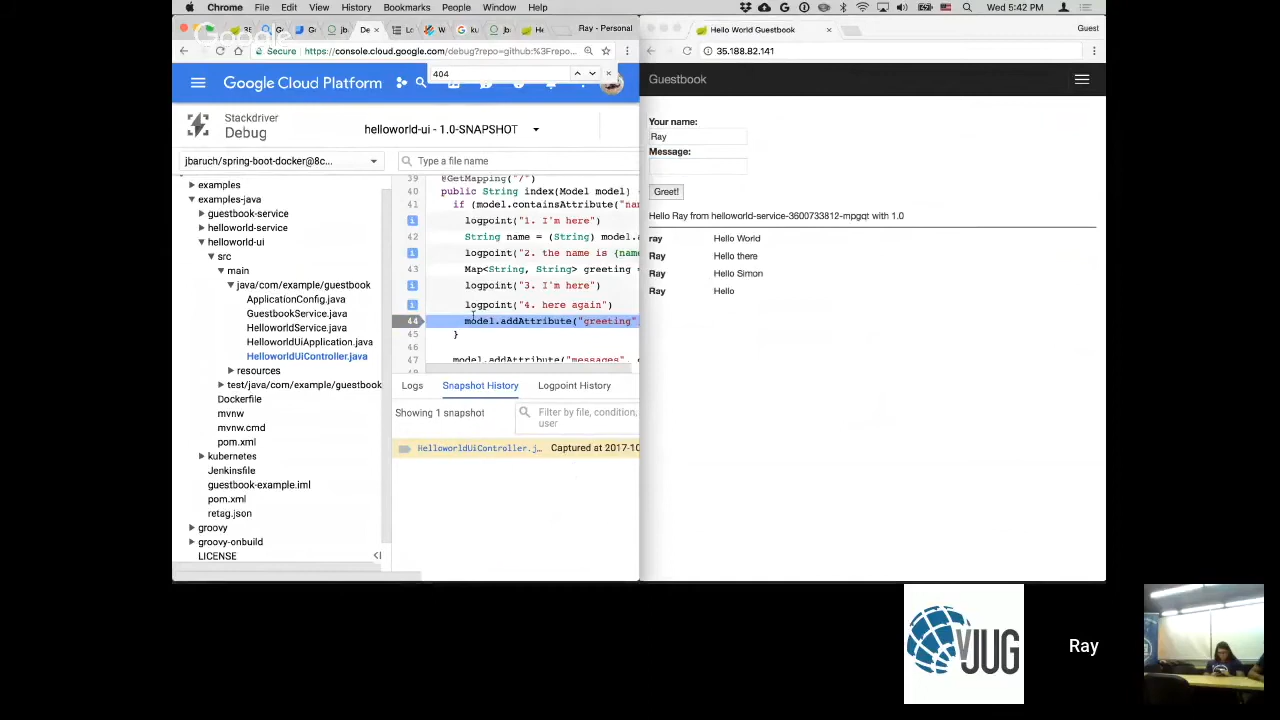 Chrome File Edit View History Bookmarks People Window Help
Wed 5:42 PM
De
Lo
W
ku
jb
He
Ray - Personal
Google
Secure https://console.cloud.google.com/debug?repo=github:%3Frepo...
404
Google Cloud Platform
Stackdriver
Debug
helloworld-ui - 1.0-SNAPSHOT
jbaruch/spring-boot-docker@8c...
Type a file name
examples
examples-java
guestbook-service
helloworld-service
helloworld-ui
src
main
java/com/example/guestbook
ApplicationConfig.java
GuestbookService.java
HelloworldService.java
HelloworldUiApplication.java
HelloworldUiController.java
resources
test/java/com/example/guestbook
Dockerfile
mvnw
mvnw.cmd
pom.xml
kubernetes
Jenkinsfile
guestbook-example.iml
pom.xml
retag.json
groovy
groovy-onbuild
LICENSE
39 @GetMapping("/")
40 public String index(Model model)
41 if (model.containsAttribute("nam
logpoint("1. I'm here")
42 String name = (String) model.a
logpoint("2. the name is {name
43 Map<String, String> greeting =
logpoint("3. I'm here")
logpoint("4. here again")
44 model.addAttribute("greeting"
45 }
46
47 model.addAttribute("messages",
Logs Snapshot History Logpoint History
Showing 1 snapshot
Filter by file, condition,
user
HelloworldUiController.j... Captured at 2017-10
Hello World Guestbook
Guest
35.188.82.141
Guestbook
Your name:
Ray
Message:
Greet!
Hello Ray from helloworld-service-3600733812-mpgqt with 1.0
ray Hello World
Ray Hello there
Ray Hello Simon
Ray Hello
vJUG
Ray